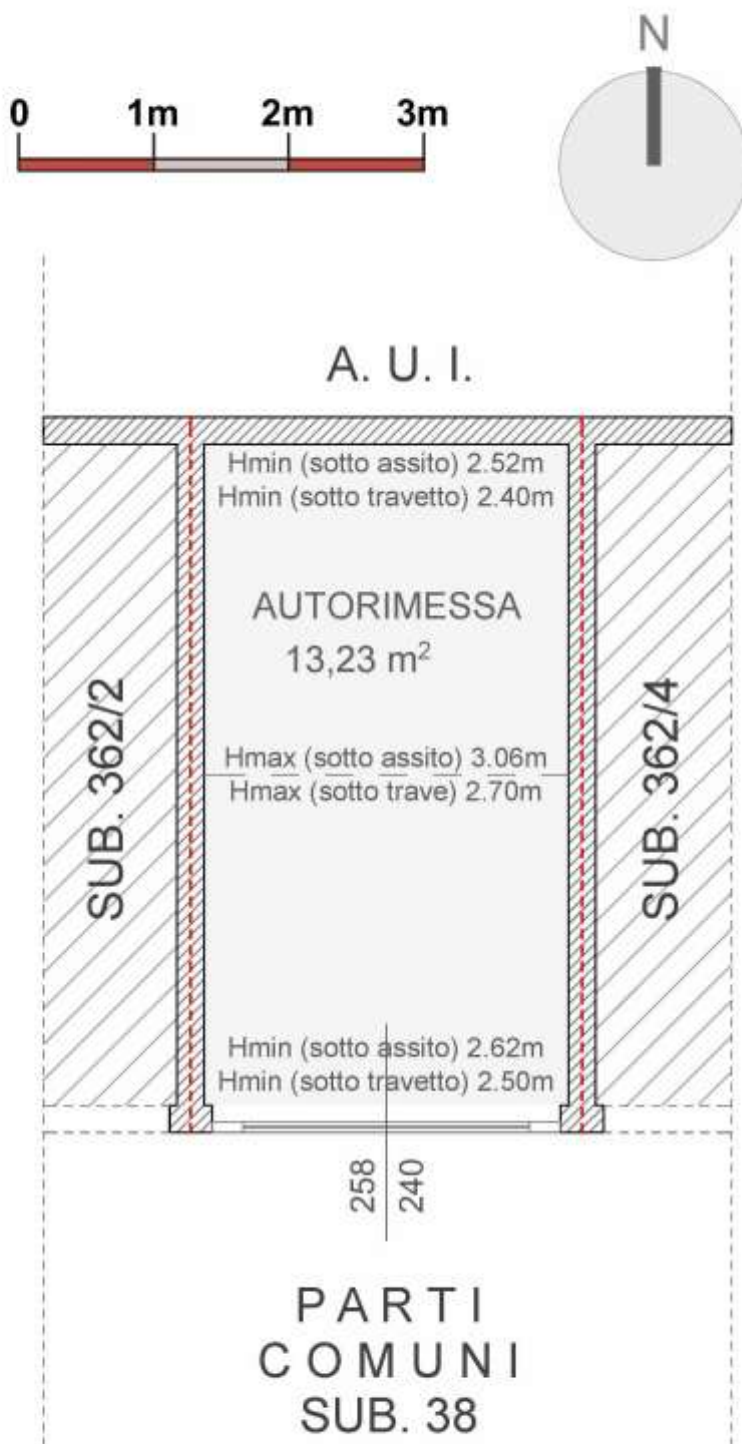 N
0 1m 2m 3m
A. U. I.
Hmin (sotto assito) 2.52m
Hmin (sotto travetto) 2.40m
AUTORIMESSA
13,23 m²
SUB. 362/2
Hmax (sotto assito) 3.06m
Hmax (sotto trave) 2.70m
SUB. 362/4
Hmin (sotto assito) 2.62m
Hmin (sotto travetto) 2.50m
258
240
PARTI
COMUNI
SUB. 38